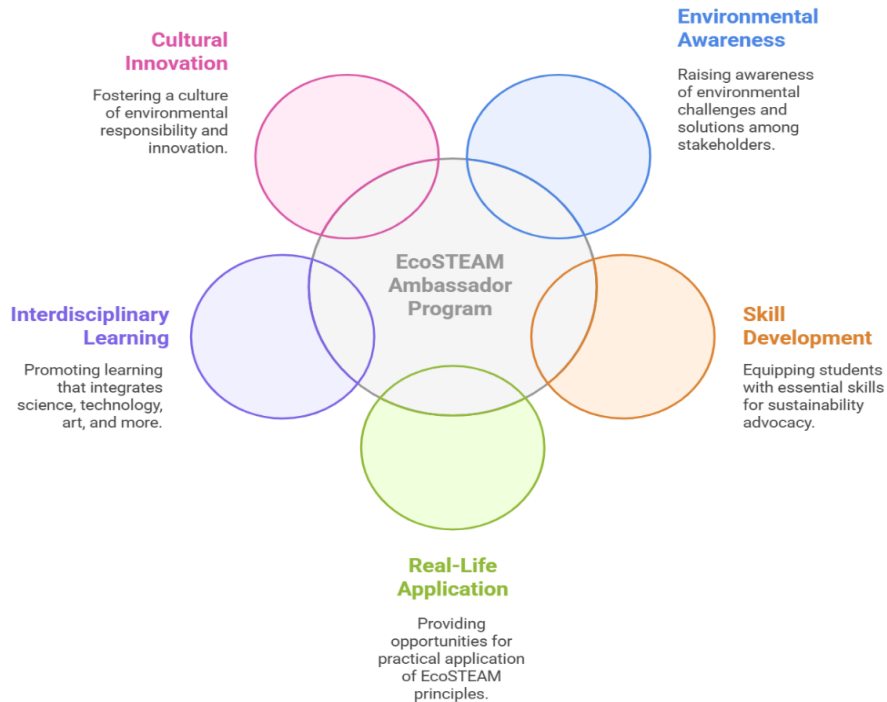 Cultural
Innovation
Fostering a culture
of environmental
responsibility and
innovation.
Environmental
Awareness
Raising awareness
of environmental
challenges and
solutions among
stakeholders.
EcoSTEAM
Ambassador
Program
Interdisciplinary
Learning
Promoting learning
that integrates
science, technology,
art, and more.
Skill
Development
Equipping students
with essential skills
for sustainability
advocacy.
Real-Life
Application
Providing
opportunities for
practical application
of EcoSTEAM
principles.